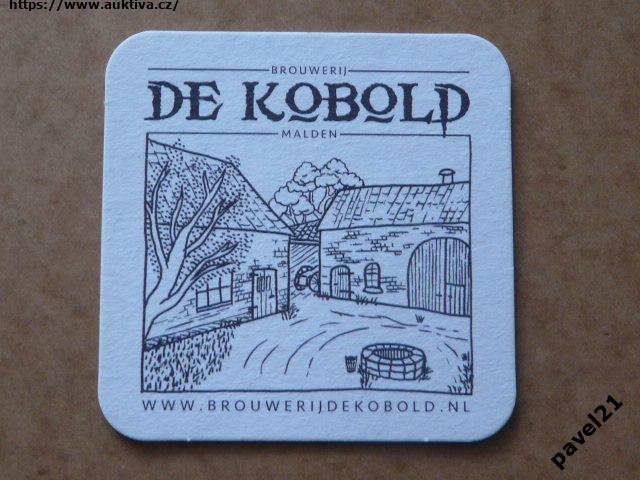 https://www.auktiva.cz/
BROUWERIJ
DE KOBOLD
MALDEN
WWW.BROUWERIJDEKOBOLD.NL
pavel21